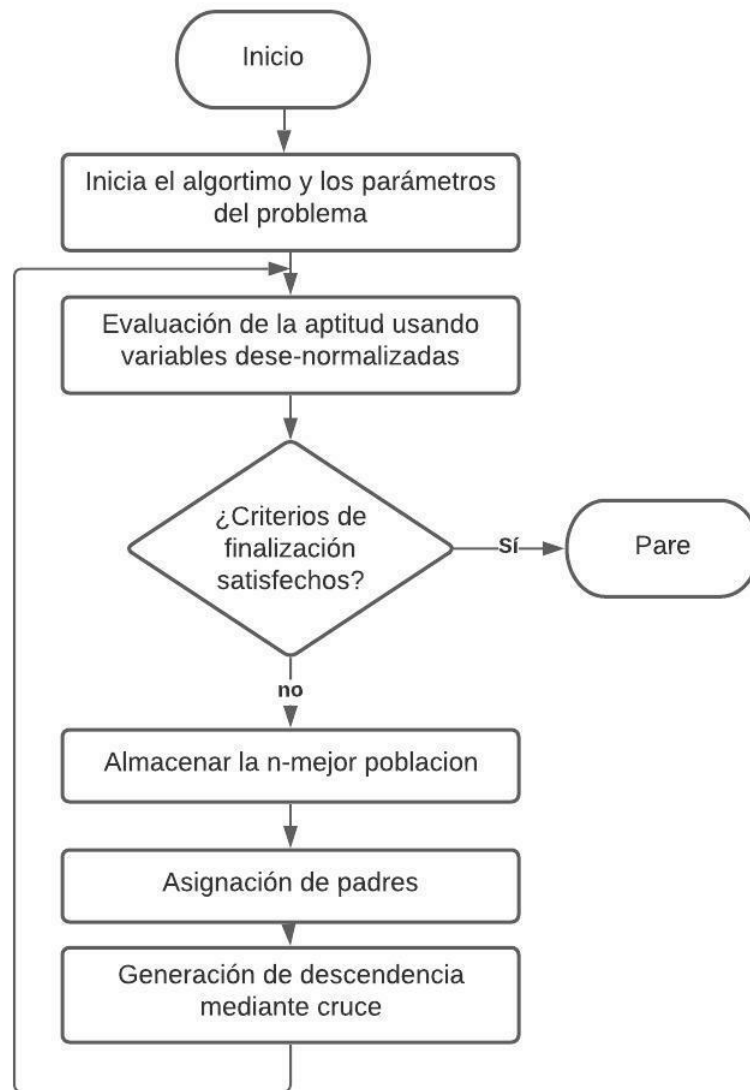 Inicio
Inicia el algortimo y los parámetros
del problema
Evaluación de la aptitud usando
variables dese-normalizadas
¿Criterios de
finalización
satisfechos?
Sí
Pare
no
Almacenar la n-mejor poblacion
Asignación de padres
Generación de descendencia
mediante cruce